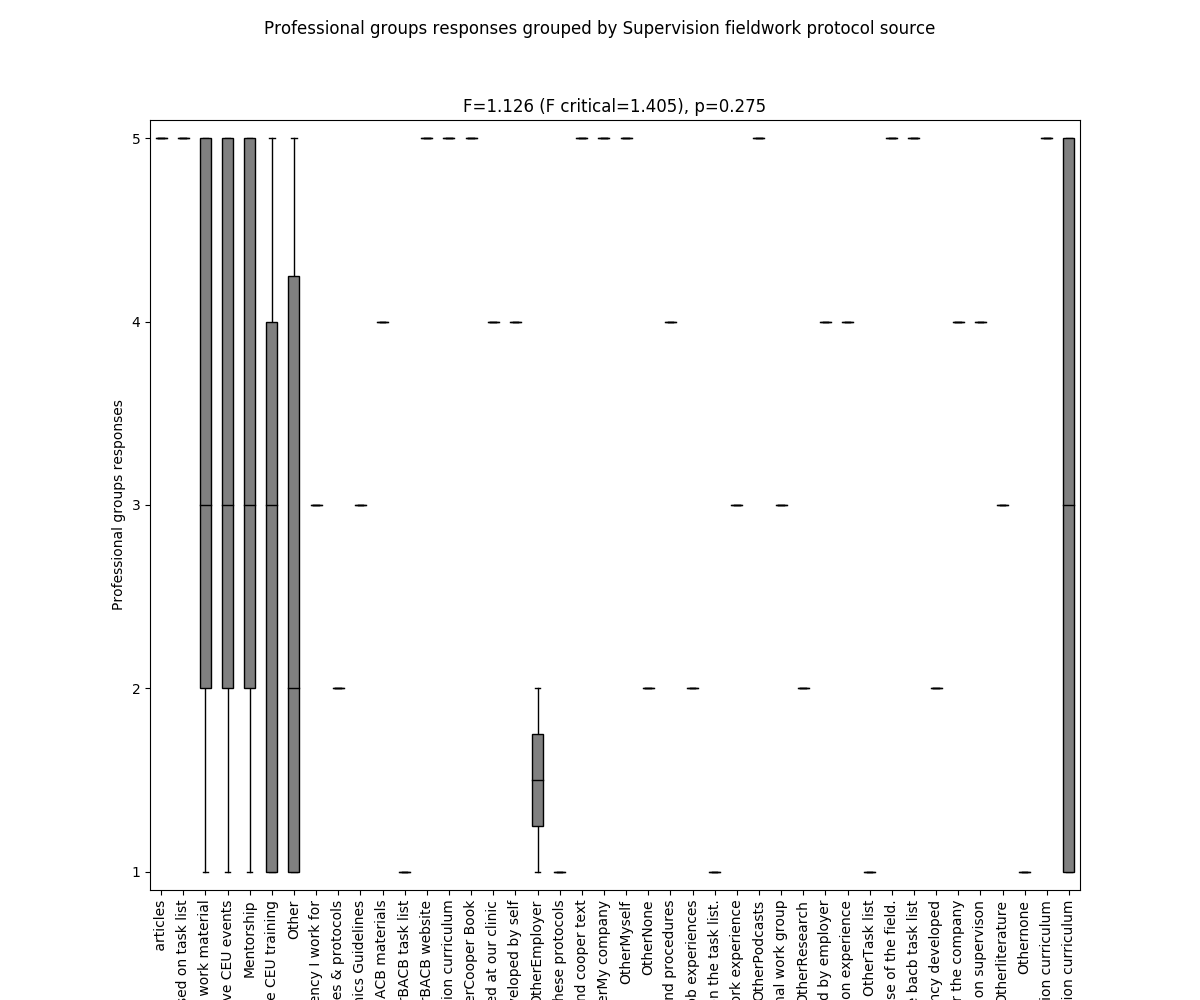 Professional groups responses grouped by Supervision fieldwork protocol source
F=1.126 (F critical=1.405), p=0.275
Professional groups responses
5
4
3
2
1
articles
sed on task list
work material
ve CEU events
Mentorship
e CEU training
Other
ency I work for
es & protocols
ics Guidelines
ACB materials
rBACB task list
rBACB website
ion curriculum
erCooper Book
ed at our clinic
veloped by self
OtherEmployer
hese protocols
nd cooper text
erMy company
OtherMyself
OtherNone
nd procedures
ob experiences
n the task list.
ork experience
OtherPodcasts
nal work group
OtherResearch
d by employer
on experience
OtherTask list
se of the field.
e bacb task list
ncy developed
r the company
on supervison
Otherliterature
Othernone
ion curriculum
ion curriculum